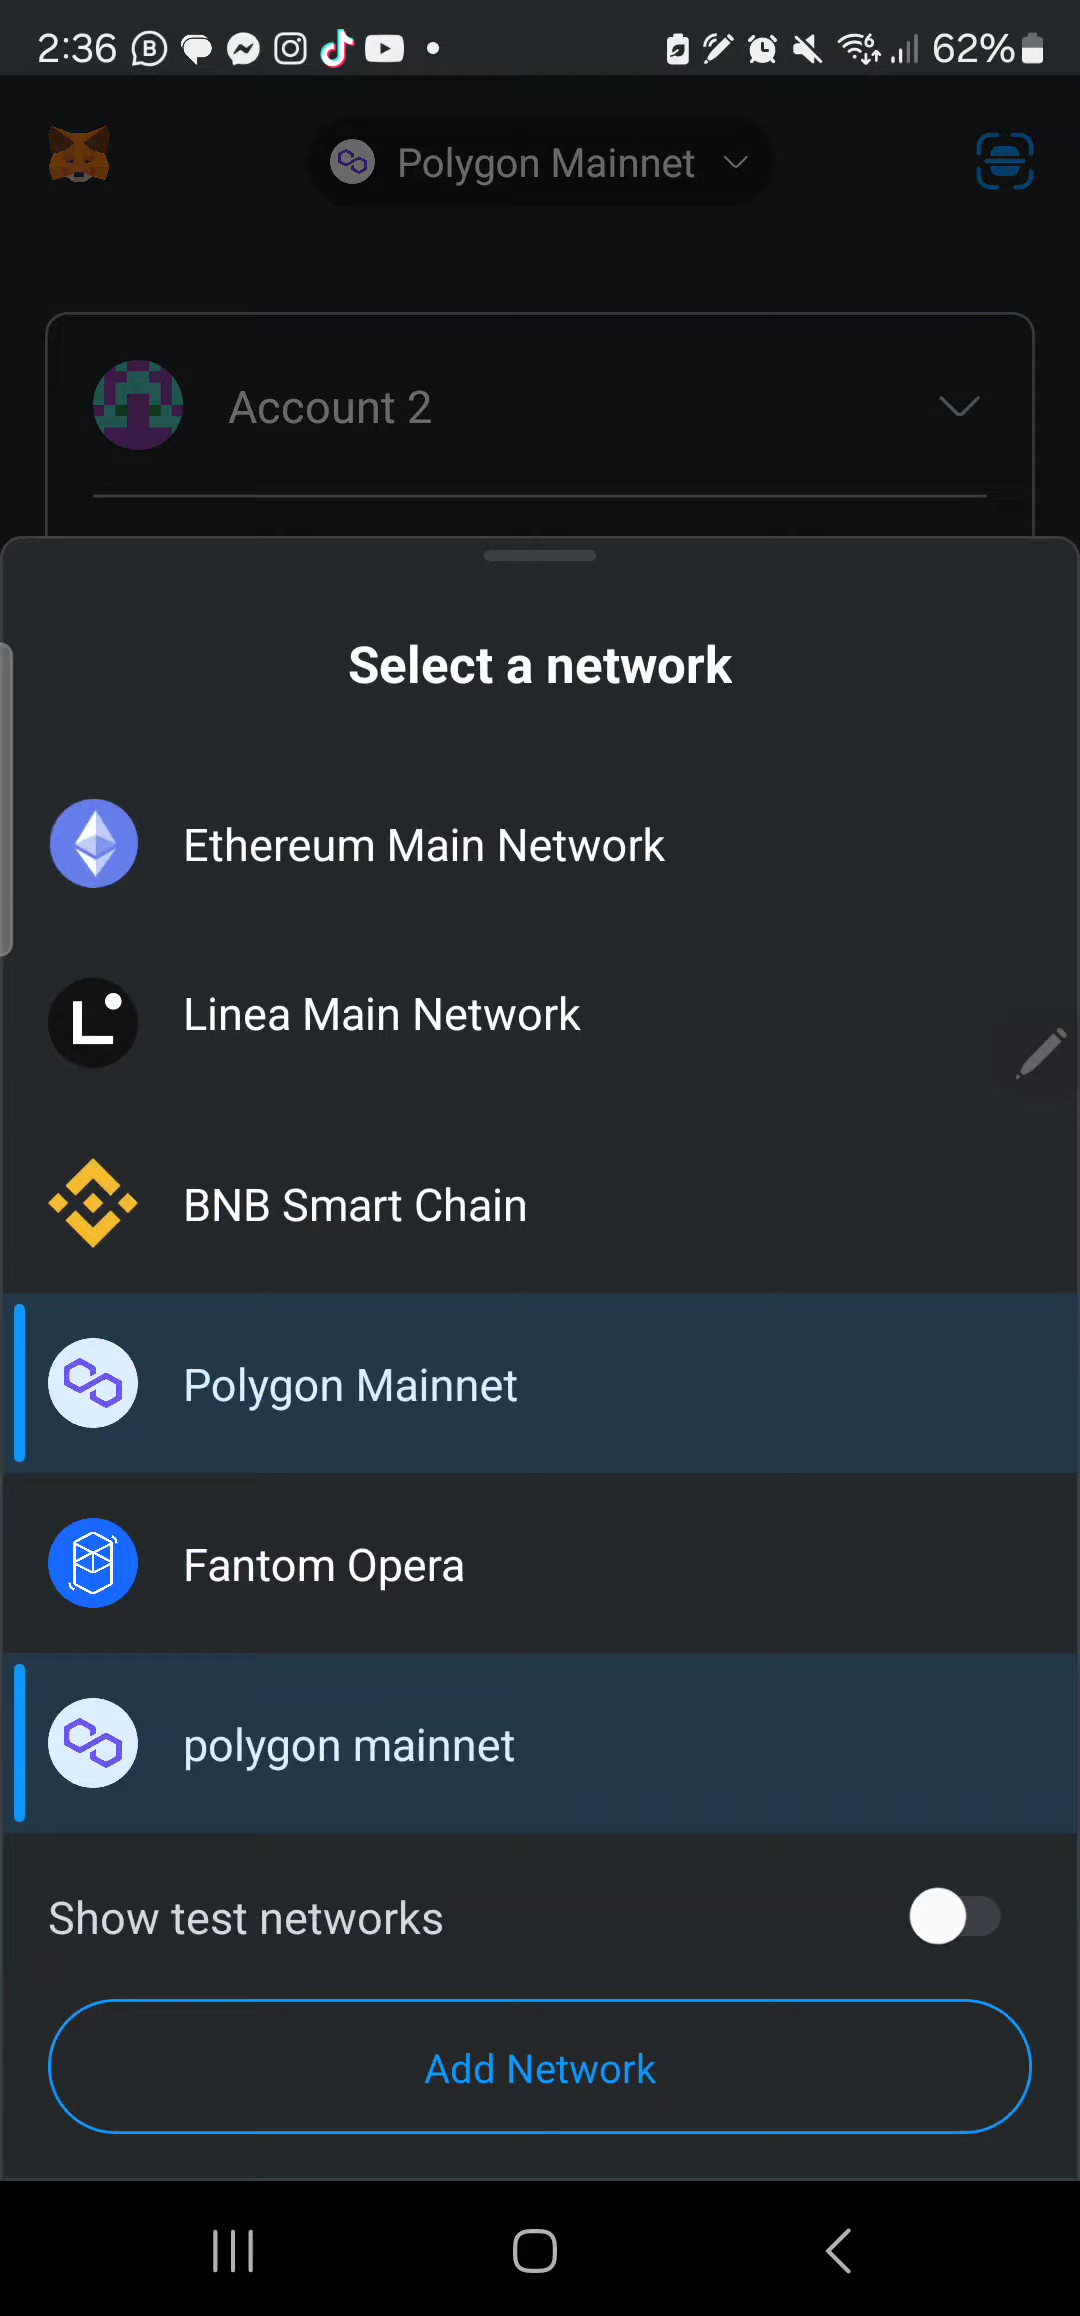 2:36
62%
Polygon Mainnet
Account 2
Select a network
Ethereum Main Network
Linea Main Network
BNB Smart Chain
Polygon Mainnet
Fantom Opera
polygon mainnet
Show test networks
Add Network